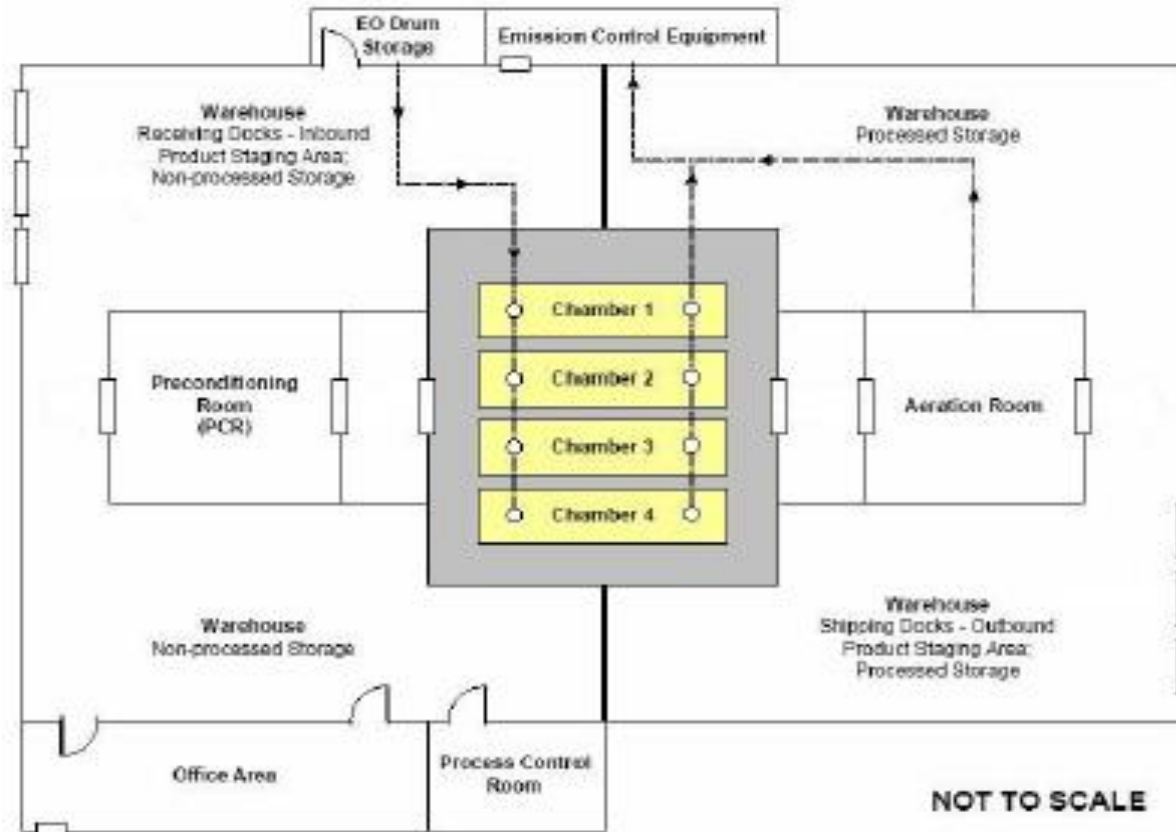 EO Drum
Storage
Emission Control Equipment
Warehouse
Receiving Docks - Inbound
Product Staging Area;
Non-processed Storage
Warehouse
Processed Storage
Chamber 1
Chamber 2
Chamber 3
Chamber 4
Preconditioning
Room
(PCR)
Aeration Room
Warehouse
Non-processed Storage
Warehouse
Shipping Docks - Outbound
Product Staging Area;
Processed Storage
Office Area
Process Control
Room
NOT TO SCALE